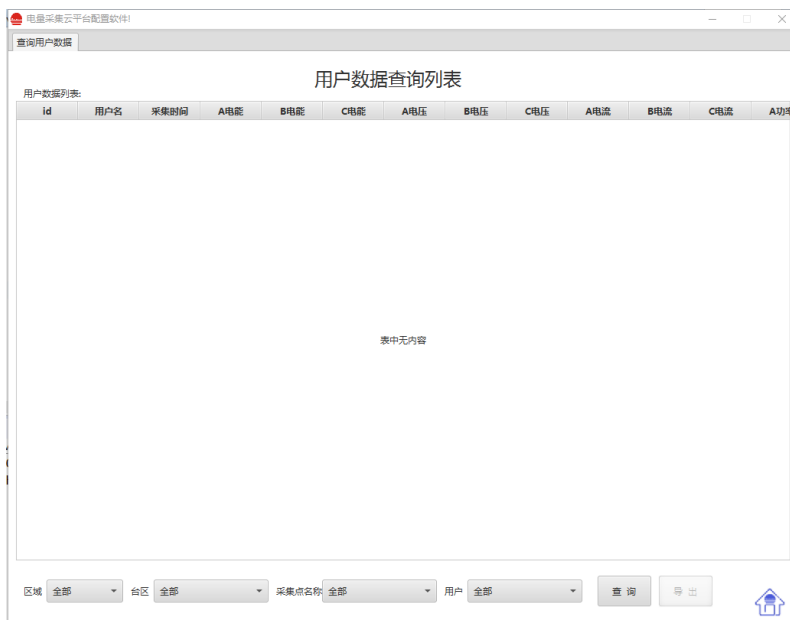 电量采集云平台配置软件!
查询用户数据
用户数据查询列表
用户数据列表:
id 用户名 采集时间 A电能 B电能 C电能 A电压 B电压 C电压 A电流 B电流 C电流 A功率
表中无内容
区域 全部 台区 全部 采集点名称 全部 用户 全部 查 询 导 出